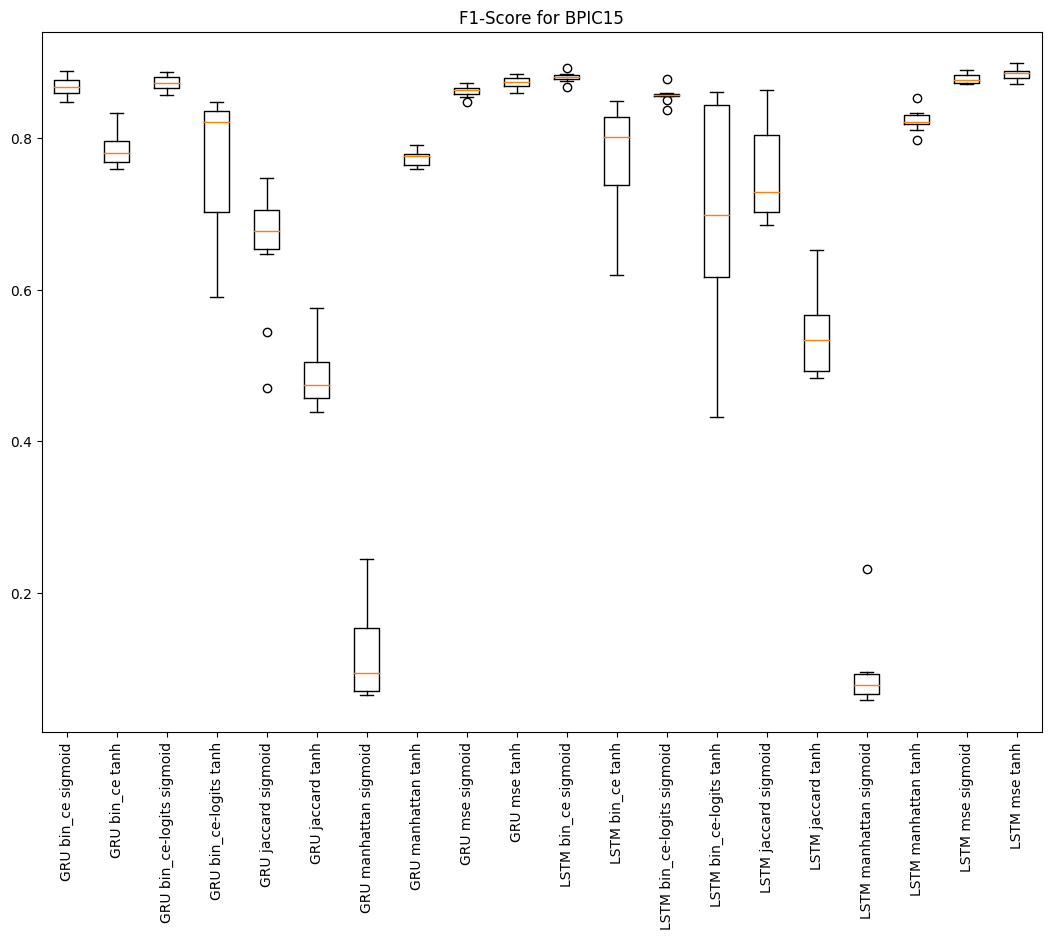 F1-Score for BPIC15
0.8
0.6
0.4
0.2
GRU bin_ce sigmoid
GRU bin_ce tanh
GRU bin_ce-logits sigmoid
GRU bin_ce-logits tanh
GRU jaccard sigmoid
GRU jaccard tanh
GRU manhattan sigmoid
GRU manhattan tanh
GRU mse sigmoid
GRU mse tanh
LSTM bin_ce sigmoid
LSTM bin_ce tanh
LSTM bin_ce-logits sigmoid
LSTM bin_ce-logits tanh
LSTM jaccard sigmoid
LSTM jaccard tanh
LSTM manhattan sigmoid
LSTM manhattan tanh
LSTM mse sigmoid
LSTM mse tanh